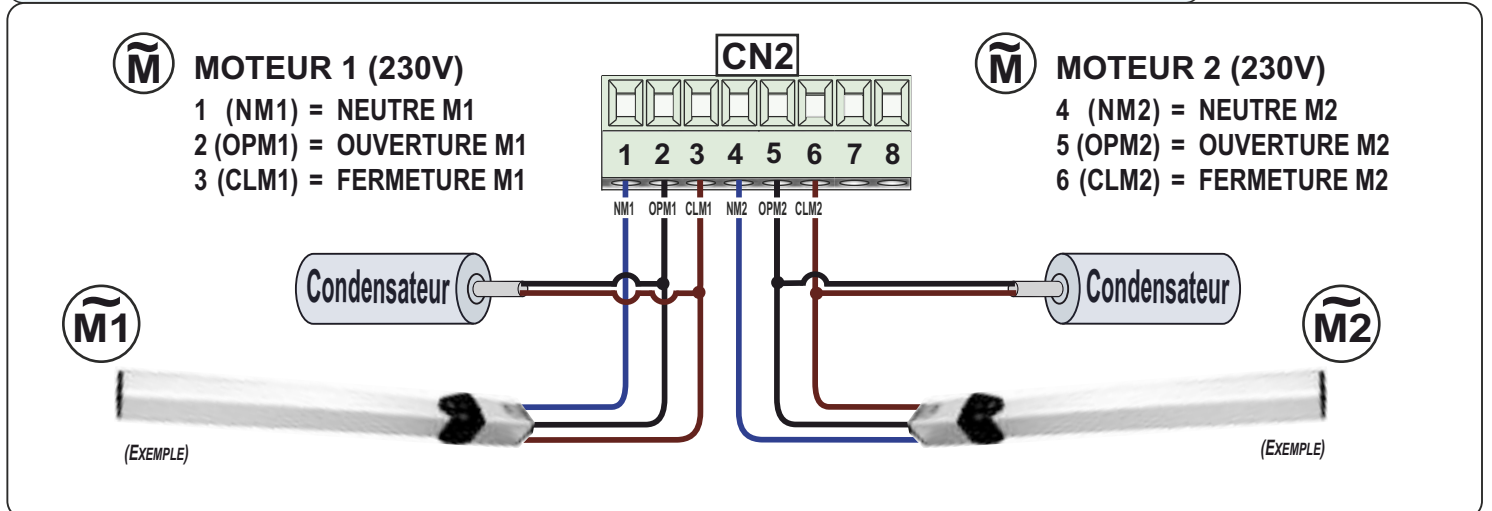 CN2
M MOTEUR 1 (230V)
1 (NM1) = NEUTRE M1
2 (OPM1) = OUVERTURE M1
3 (CLM1) = FERMETURE M1
M MOTEUR 2 (230V)
4 (NM2) = NEUTRE M2
5 (OPM2) = OUVERTURE M2
6 (CLM2) = FERMETURE M2
1 2 3 4 5 6 7 8
NM1 OPM1 CLM1 NM2 OPM2 CLM2
Condensateur
Condensateur
M1
M2
(EXEMPLE)
(EXEMPLE)